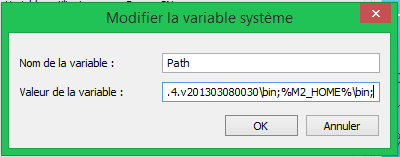 Modifier la variable système
Nom de la variable :
Path
Valeur de la variable :
.4.v201303080030\bin;%M2_HOME%\bin;
OK
Annuler